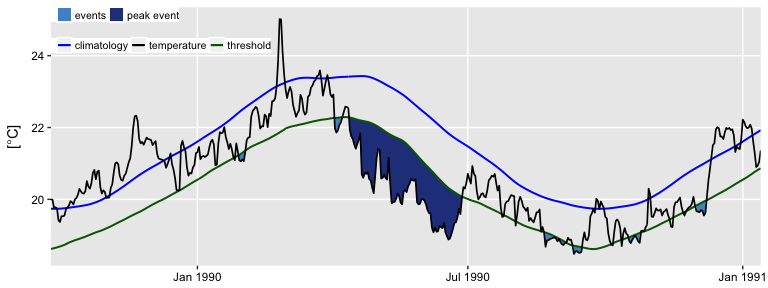 events peak event
climatology temperature threshold
24
22
20
[°C]
Jan 1990 Jul 1990 Jan 1991